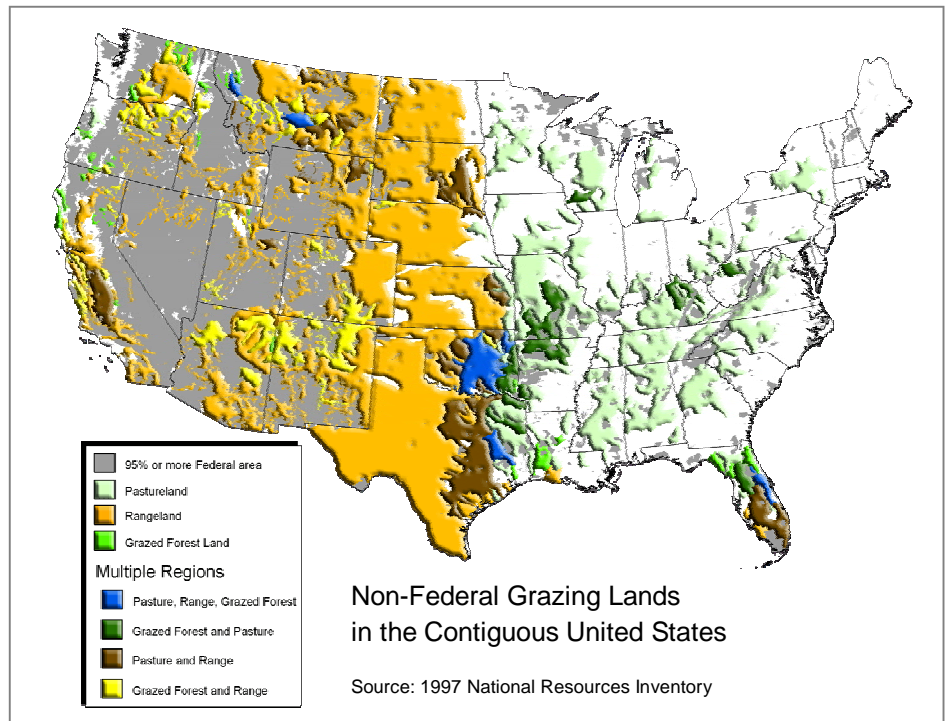 95% or more Federal area
Pastureland
Rangeland
Grazed Forest Land
Multiple Regions
Pasture, Range, Grazed Forest
Grazed Forest and Pasture
Pasture and Range
Grazed Forest and Range
Non-Federal Grazing Lands
in the Contiguous United States
Source: 1997 National Resources Inventory